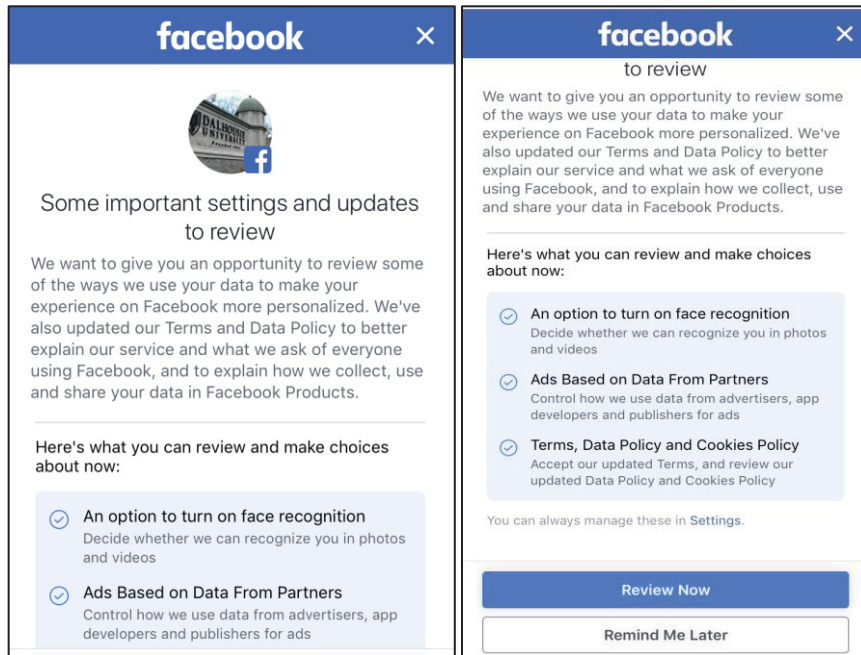 facebook
DALHOUSIE
UNIVERSITY
Some important settings and updates
to review
We want to give you an opportunity to review some
of the ways we use your data to make your
experience on Facebook more personalized. We've
also updated our Terms and Data Policy to better
explain our service and what we ask of everyone
using Facebook, and to explain how we collect, use
and share your data in Facebook Products.
Here's what you can review and make choices
about now:
An option to turn on face recognition
Decide whether we can recognize you in photos
and videos
Ads Based on Data From Partners
Control how we use data from advertisers, app
developers and publishers for ads
facebook
to review
We want to give you an opportunity to review some
of the ways we use your data to make your
experience on Facebook more personalized. We've
also updated our Terms and Data Policy to better
explain our service and what we ask of everyone
using Facebook, and to explain how we collect, use
and share your data in Facebook Products.
Here's what you can review and make choices
about now:
An option to turn on face recognition
Decide whether we can recognize you in photos
and videos
Ads Based on Data From Partners
Control how we use data from advertisers, app
developers and publishers for ads
Terms, Data Policy and Cookies Policy
Accept our updated Terms, and review our
updated Data Policy and Cookies Policy
You can always manage these in Settings.
Review Now
Remind Me Later